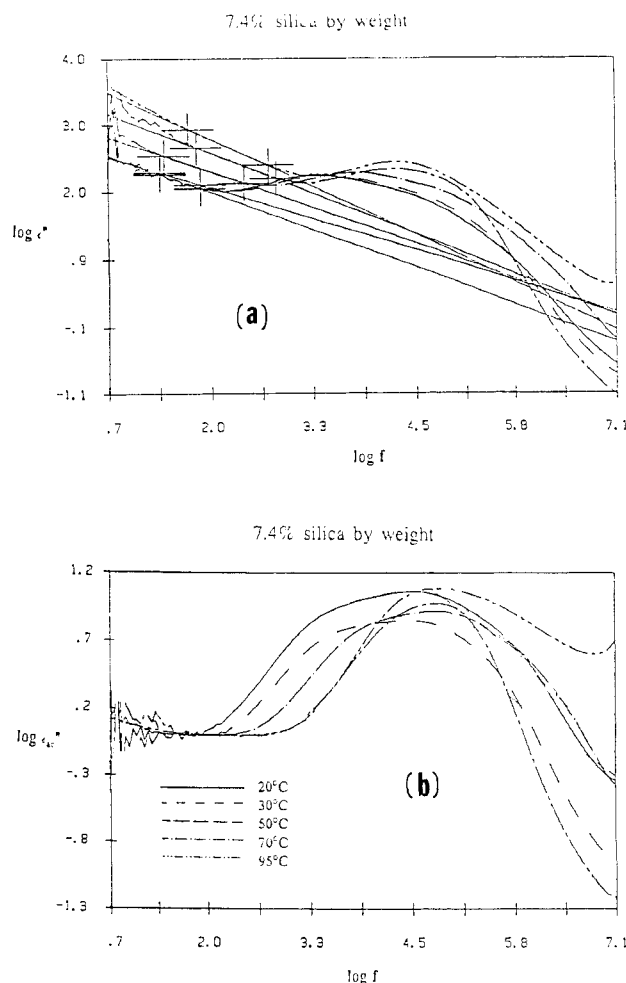 7.4% silica by weight
4.0
3.0
2.0
log ε"
.9
-.1
-1.1
(a)
.7 2.0 3.3 4.5 5.8 7.1
log f
7.4% silica by weight
1.2
.7
.2
log
-.3
-.8
-1.3
(b)
20°C
30°C
50°C
70°C
95°C
.7 2.0 3.3 4.5 5.8 7.1
log f